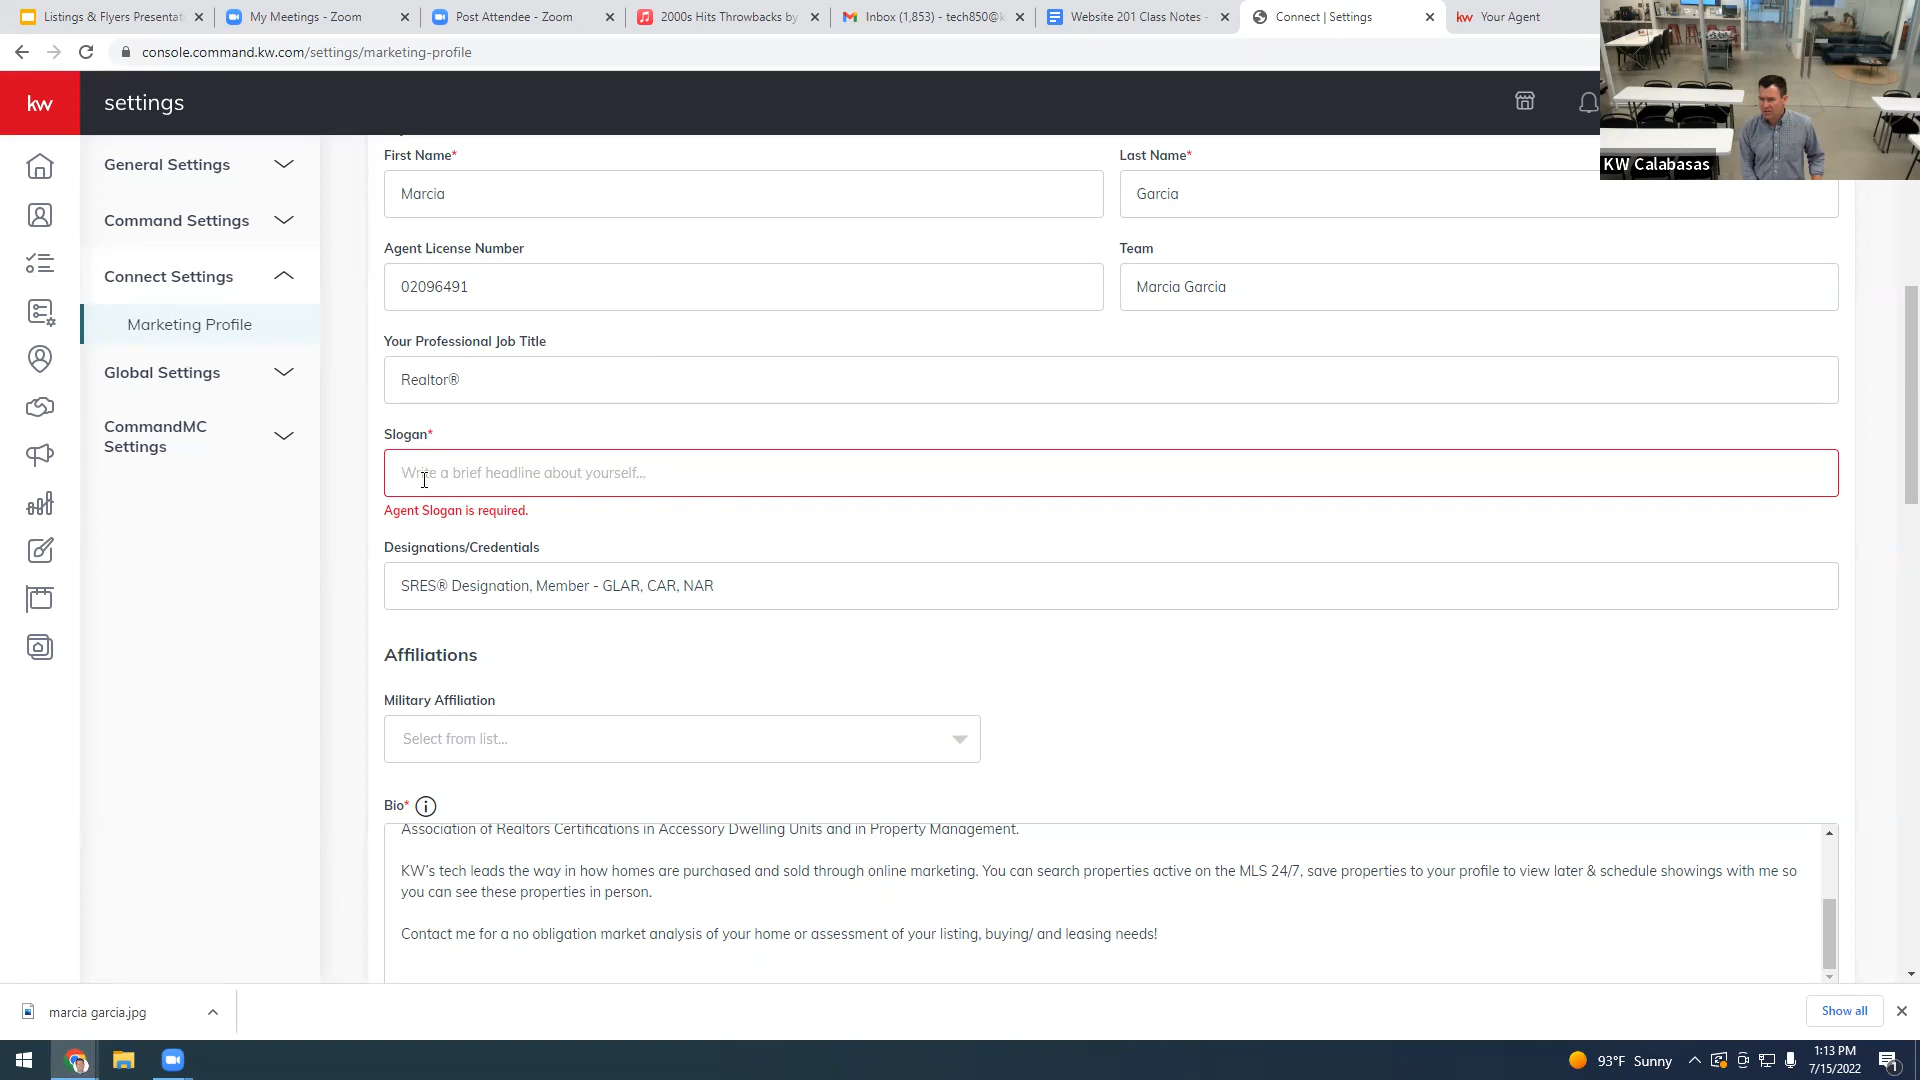 Listings & Flyers Presentat
My Meetings - Zoom
Post Attendee - Zoom
2000s Hits Throwbacks by
Inbox (1,853) - tech850@k
Website 201 Class Notes -
Connect | Settings
kw Your Agent
console.command.kw.com/settings/marketing-profile
kw
settings
KW Calabasas
General Settings
Command Settings
Connect Settings
Marketing Profile
Global Settings
CommandMC
Settings
First Name*
Last Name*
Marcia
Garcia
Agent License Number
Team
02096491
Marcia Garcia
Your Professional Job Title
Realtor®
Slogan*
Write a brief headline about yourself...
Agent Slogan is required.
Designations/Credentials
SRES® Designation, Member - GLAR, CAR, NAR
Affiliations
Military Affiliation
Select from list...
Bio*
Association of Realtors Certifications in Accessory Dwelling Units and in Property Management.
KW's tech leads the way in how homes are purchased and sold through online marketing. You can search properties active on the MLS 24/7, save properties to your profile to view later & schedule showings with me so
you can see these properties in person.
Contact me for a no obligation market analysis of your home or assessment of your listing, buying/ and leasing needs!
marcia garcia.jpg
Show all
93°F Sunny
1:13 PM
7/15/2022
1